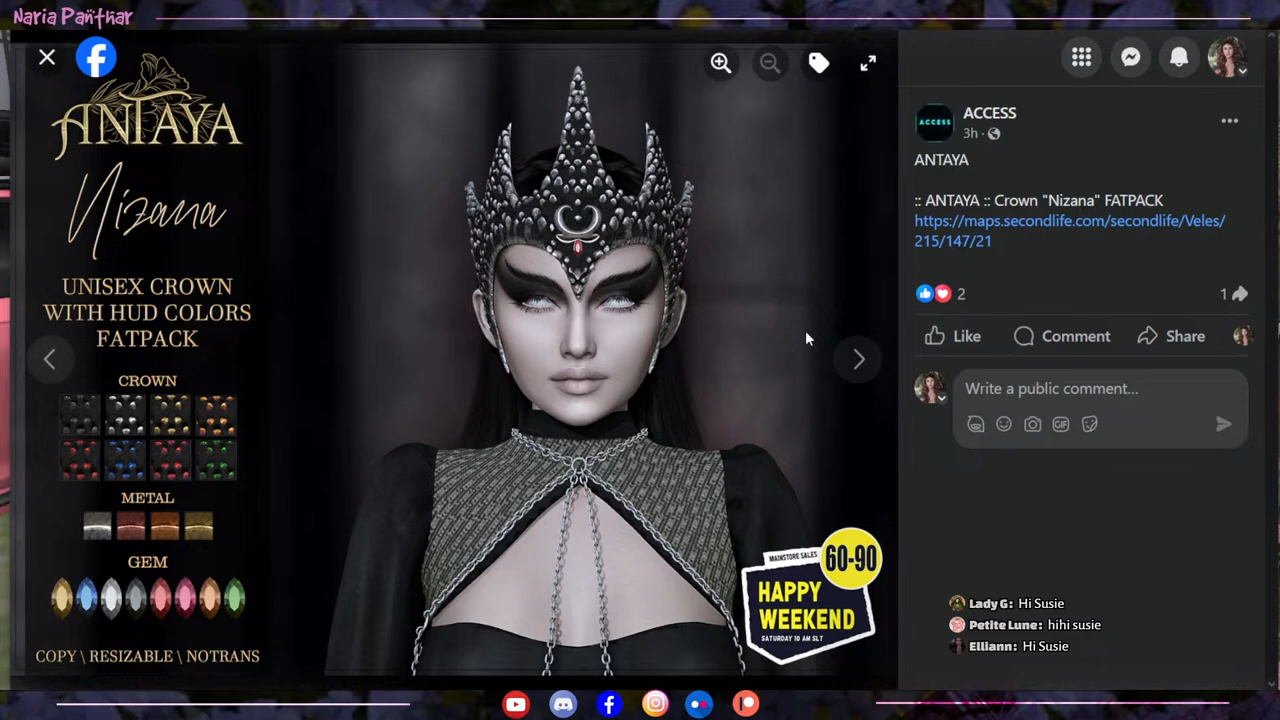 Naria Panthar
ANTAYA
Nizana
UNISEX CROWN
WITH HUD COLORS
FATPACK
CROWN
METAL
GEM
COPY \ RESIZABLE \ NOTRANS
MAINSTORE SALES
60-90
HAPPY
WEEKEND
SATURDAY 10 AM SLT
ACCESS
ACCESS
3h ·
ANTAYA
:: ANTAYA :: Crown "Nizana" FATPACK
https://maps.secondlife.com/secondlife/Veles/
215/147/21
2
1
Like
Comment
Share
Write a public comment…
GIF
Lady G: Hi Susie
Petite Lune: hihi susie
Elliann: Hi Susie